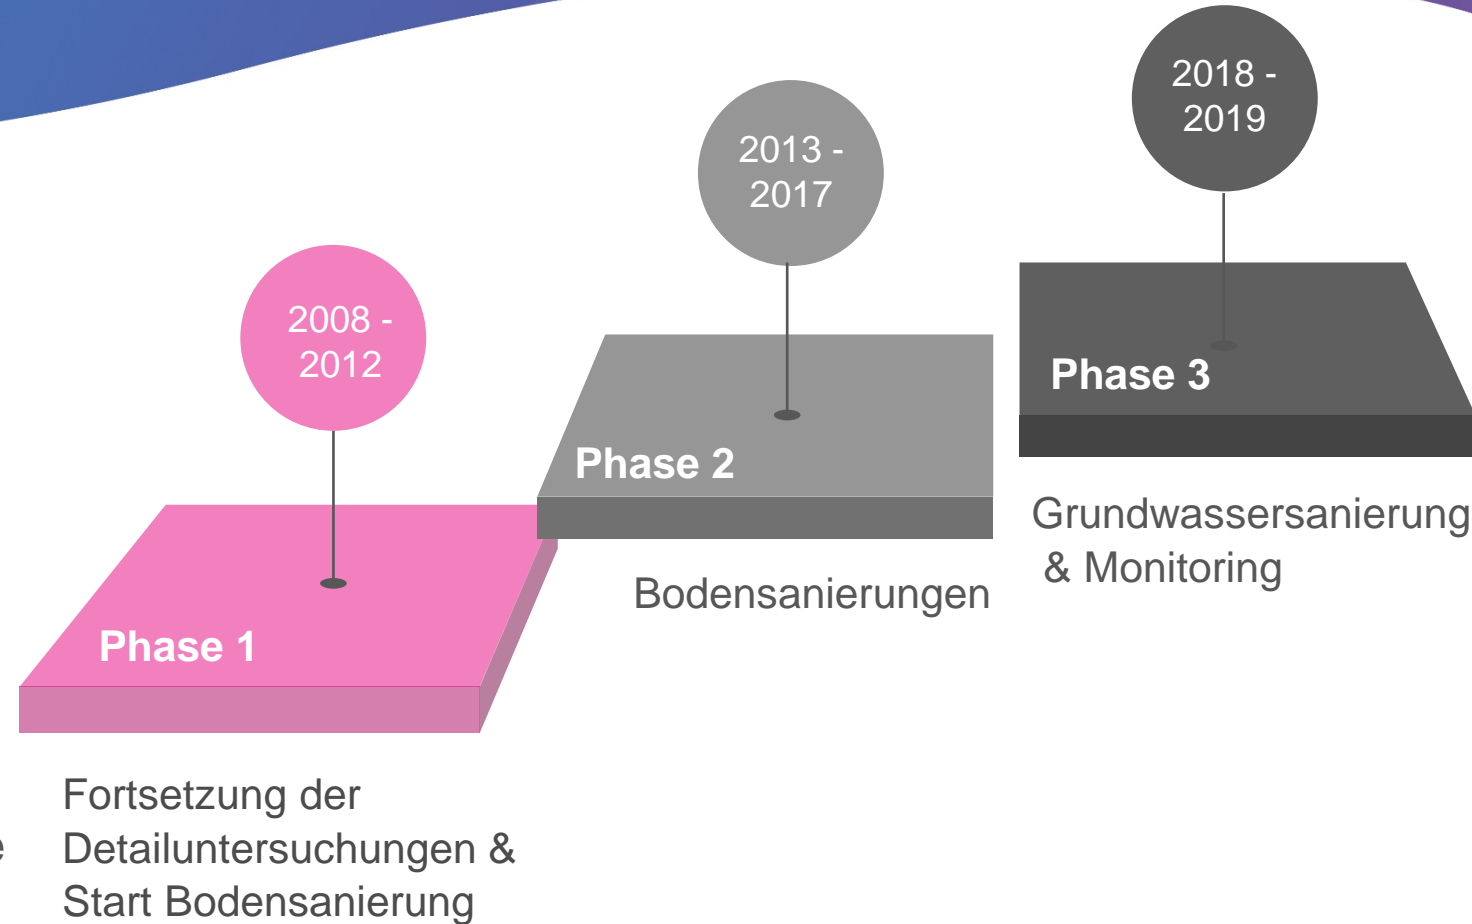 2008 -
2012
Phase 1
Fortsetzung der
Detailuntersuchungen &
Start Bodensanierung
2013 -
2017
Phase 2
Bodensanierungen
2018 -
2019
Phase 3
Grundwassersanierung
& Monitoring